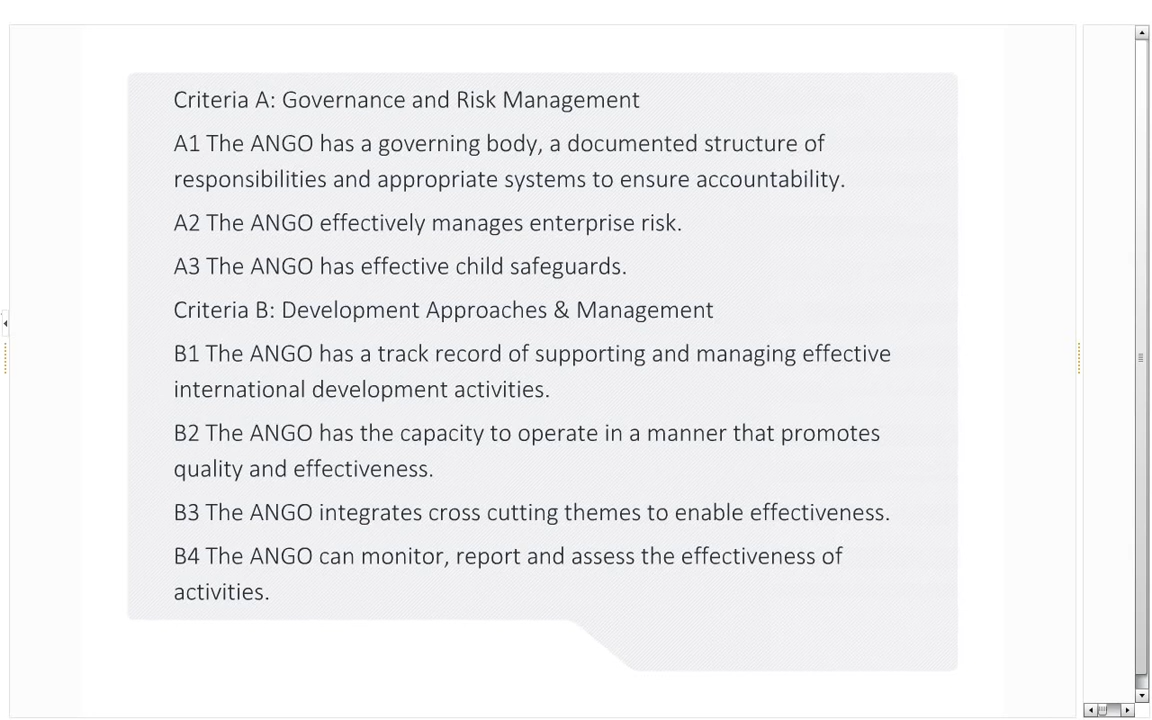 Criteria A: Governance and Risk Management
A1 The ANGO has a governing body, a documented structure of
responsibilities and appropriate systems to ensure accountability.
A2 The ANGO effectively manages enterprise risk.
A3 The ANGO has effective child safeguards.
Criteria B: Development Approaches & Management
B1 The ANGO has a track record of supporting and managing effective
international development activities.
B2 The ANGO has the capacity to operate in a manner that promotes
quality and effectiveness.
B3 The ANGO integrates cross cutting themes to enable effectiveness.
B4 The ANGO can monitor, report and assess the effectiveness of
activities.